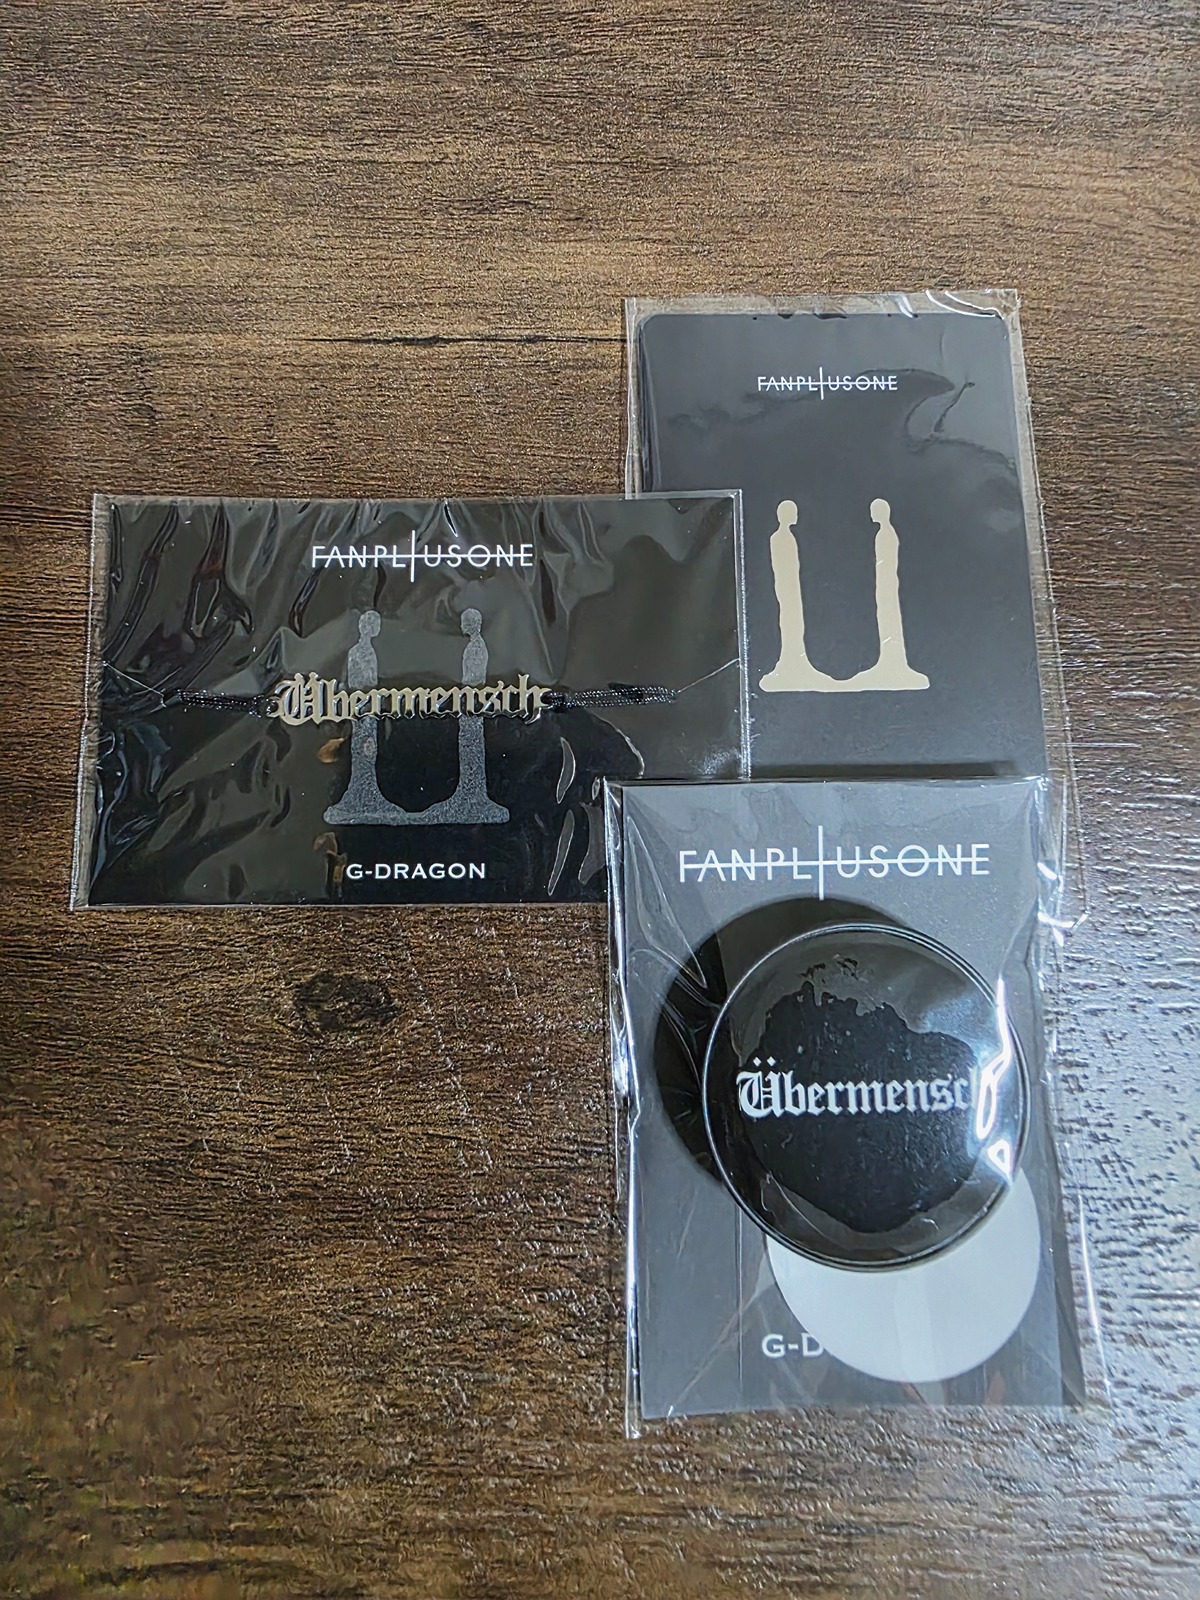 FANPLUSONE
FANPLUSONE
Übermensch
G-DRAGON
FANPLUSONE
Übermensch
G-D